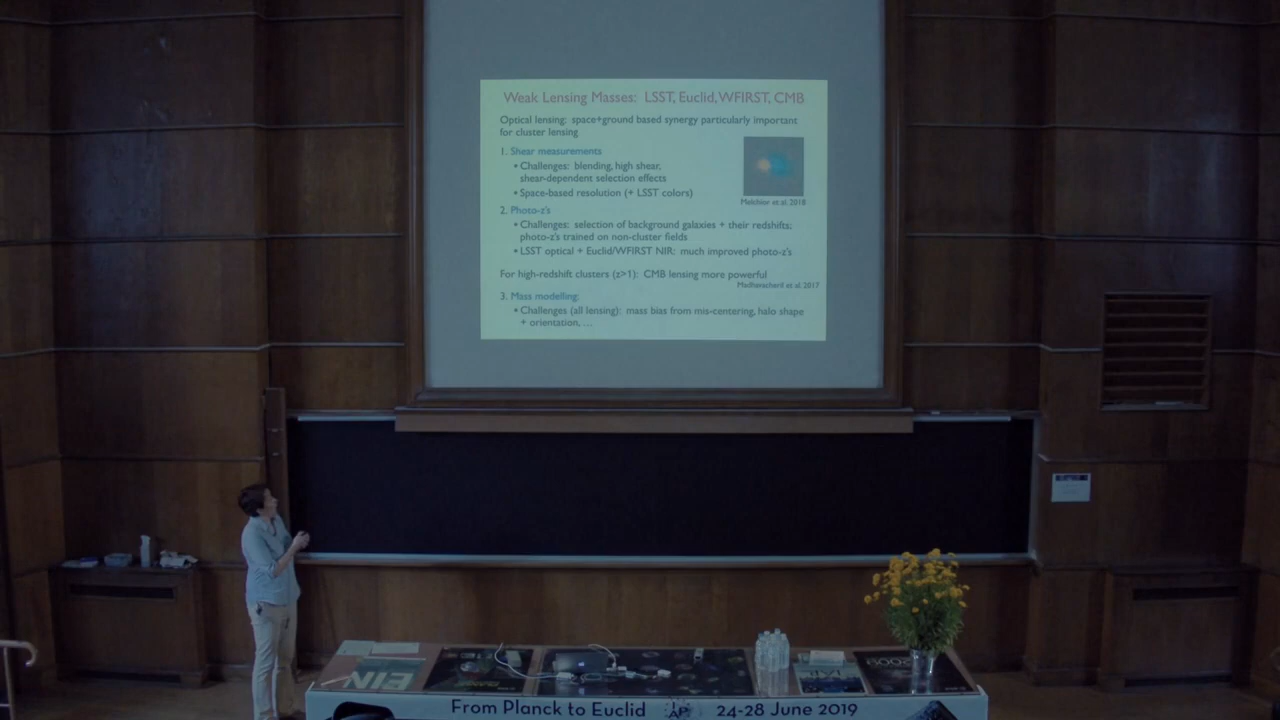 Weak Lensing Masses: LSST, Euclid, WFIRST, CMB
Optical lensing: space+ground based synergy particularly important
for cluster lensing
1. Shear measurements
• Challenges: blending, high shear,
shear-dependent selection effects
• Space-based resolution (+ LSST colors)
Melchior et al. 2018
2. Photo-z's
• Challenges: selection of background galaxies + their redshifts;
photo-z's trained on non-cluster fields
• LSST optical + Euclid/WFIRST NIR: much improved photo-z's
For high-redshift clusters (z>1): CMB lensing more powerful
Madhavacheril et al. 2017
3. Mass modelling:
• Challenges (all lensing): mass bias from mis-centering, halo shape
+ orientation, …
From Planck to Euclid 24-28 June 2019